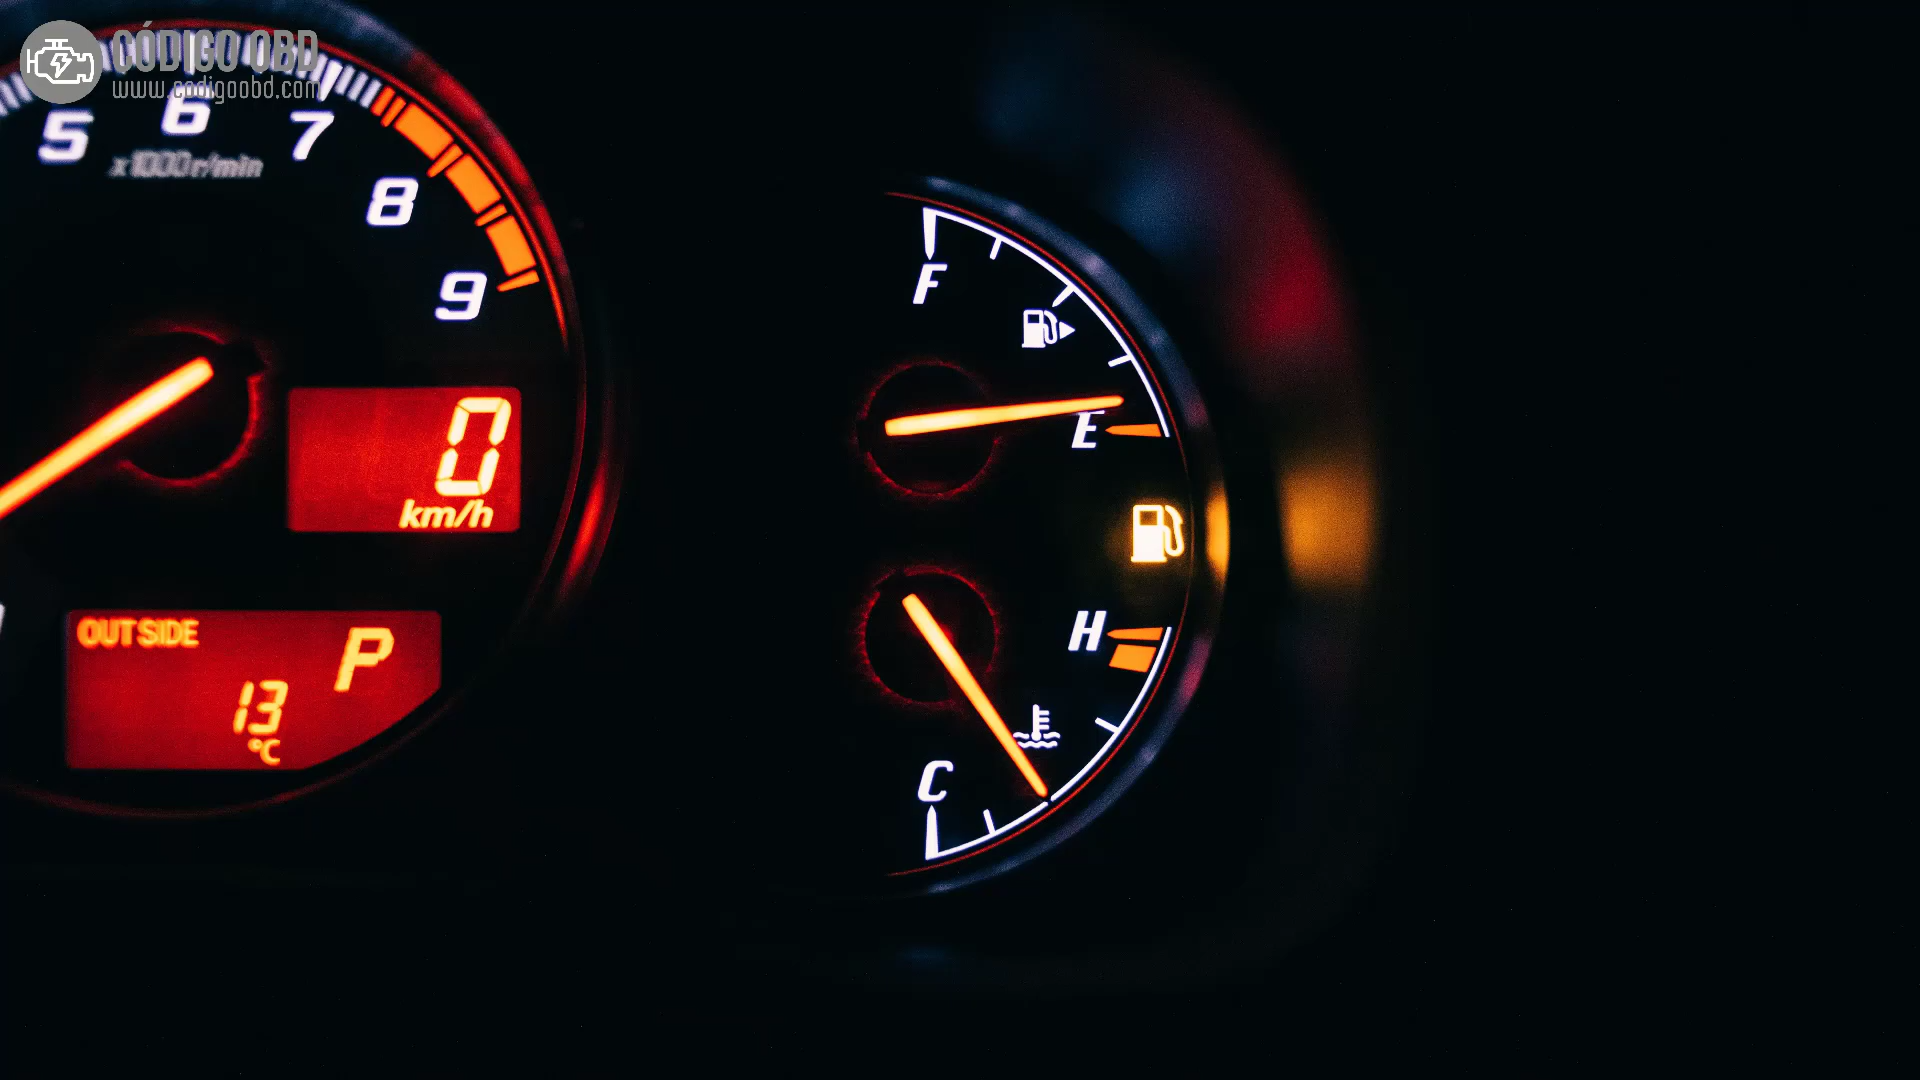 CÓDIGO OBD
www.codigoobd.com
5 6 7 8 9
x1000r/min
0
km/h
OUTSIDE
P
13
°C
F
E
H
C